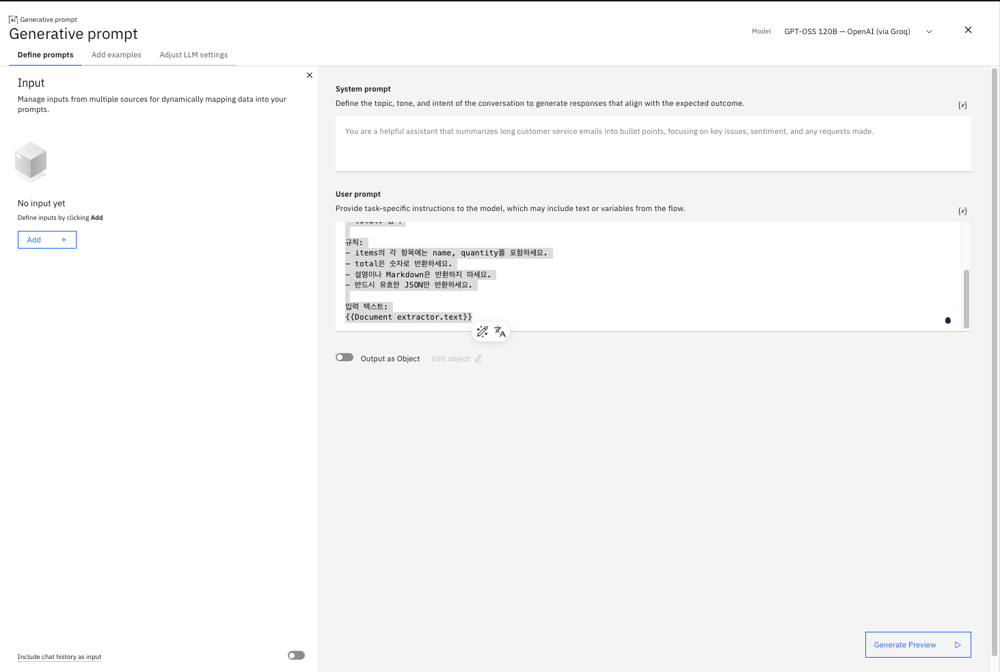 Generative prompt
Generative prompt
Model
GPT-OSS 120B — OpenAI (via Groq)
Define prompts
Add examples
Adjust LLM settings
Input
Manage inputs from multiple sources for dynamically mapping data into your
prompts.
No input yet
Define inputs by clicking Add
Add +
Include chat history as input
System prompt
Define the topic, tone, and intent of the conversation to generate responses that align with the expected outcome.
{x}
You are a helpful assistant that summarizes long customer service emails into bullet points, focusing on key issues, sentiment, and any requests made.
User prompt
Provide task-specific instructions to the model, which may include text or variables from the flow.
{x}
규칙:
- items의 각 항목에는 name, quantity를 포함하세요.
- total은 숫자로 반환하세요.
- 설명이나 Markdown은 반환하지 마세요.
- 반드시 유효한 JSON만 반환하세요.
입력 텍스트:
{{Document extractor.text}}
Output as Object
Edit object
Generate Preview